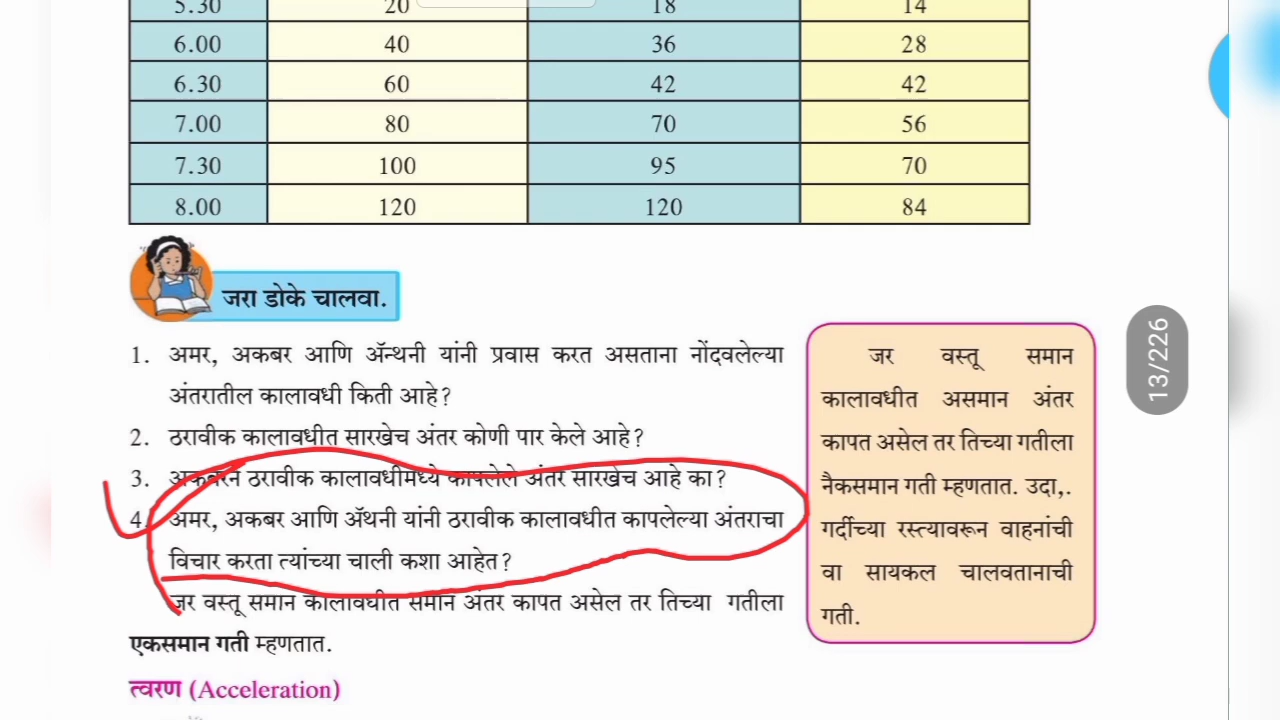 5.30 20 18 14
6.00 40 36 28
6.30 60 42 42
7.00 80 70 56
7.30 100 95 70
8.00 120 120 84
जरा डोके चालवा.
1. अमर, अकबर आणि ॲन्थनी यांनी प्रवास करत असताना नोंदवलेल्या
अंतरातील कालावधी किती आहे?
2. ठरावीक कालावधीत सारखेच अंतर कोणी पार केले आहे?
3. अकबरने ठरावीक कालावधीमध्ये कापलेले अंतर सारखेच आहे का?
4. अमर, अकबर आणि ॲथनी यांनी ठरावीक कालावधीत कापलेल्या अंतराचा
विचार करता त्यांच्या चाली कशा आहेत?
जर वस्तू समान कालावधीत समान अंतर कापत असेल तर तिच्या गतीला
एकसमान गती म्हणतात.
त्वरण (Acceleration)
जर वस्तू समान
कालावधीत असमान अंतर
कापत असेल तर तिच्या गतीला
नैकसमान गती म्हणतात. उदा,.
गर्दीच्या रस्त्यावरून वाहनांची
वा सायकल चालवतानाची
गती.
13/226